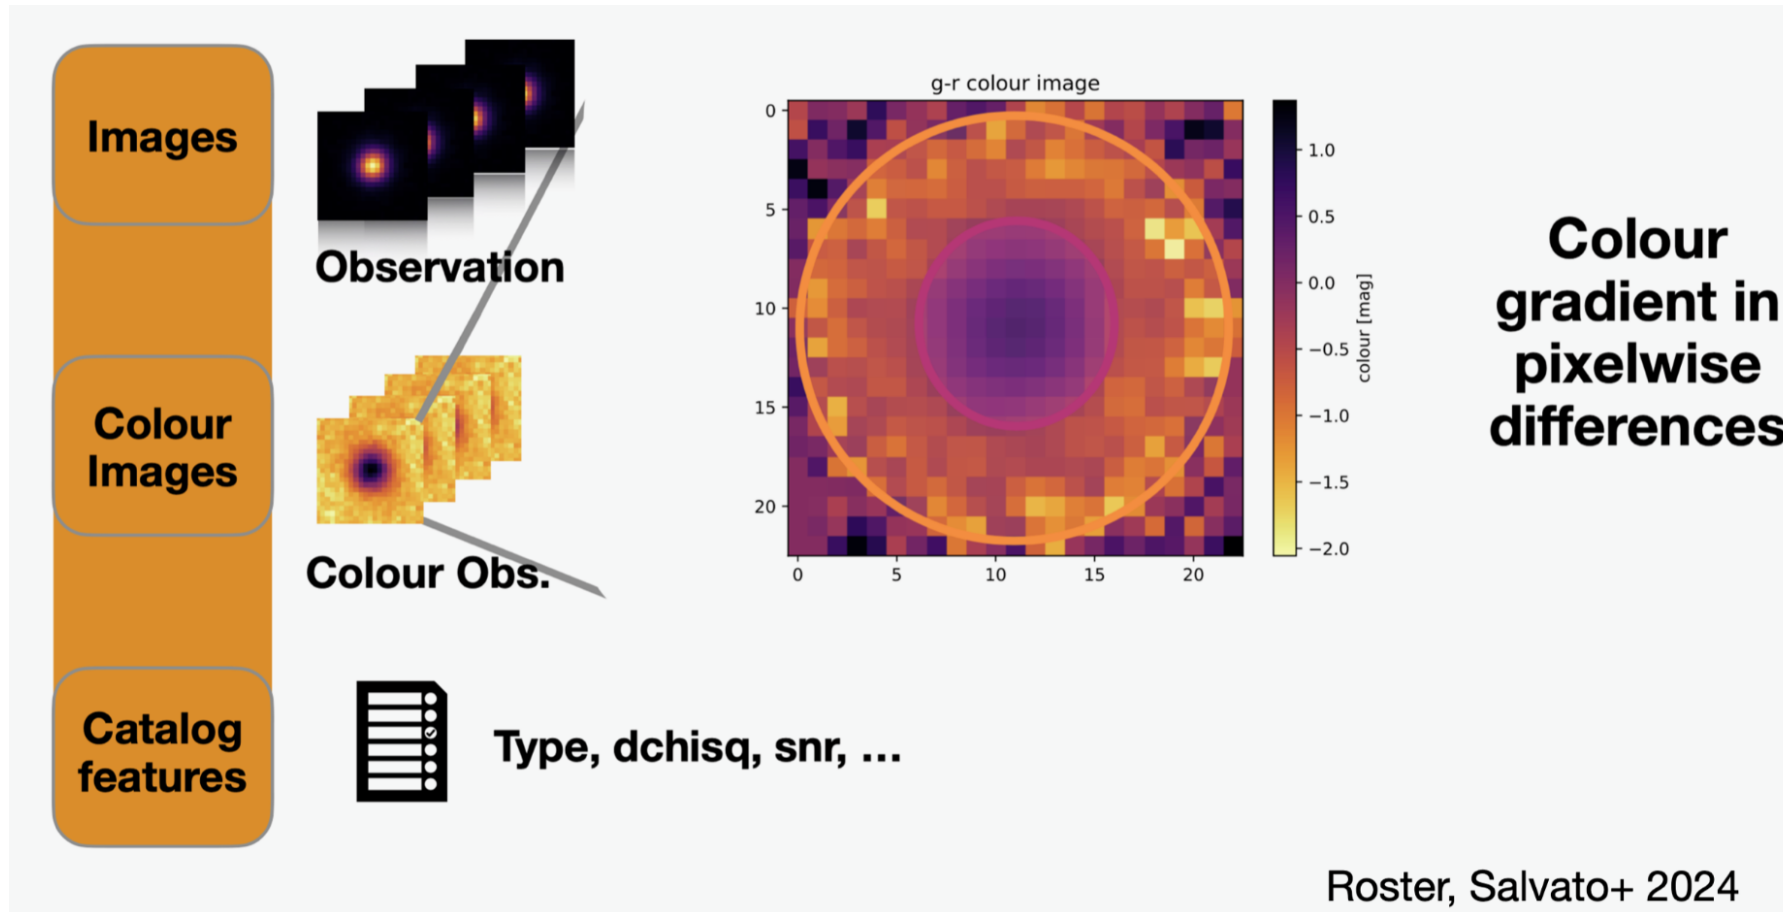 Images
Observation
Colour
Images
Colour Obs.
Catalog
features
Type, dchisq, snr, ...
g-r colour image
0
5
10
15
20
0
5
10
15
20
1.0
0.5
0.0
−0.5
−1.0
−1.5
−2.0
colour [mag]
Colour
gradient in
pixelwise
differences
Roster, Salvato+ 2024